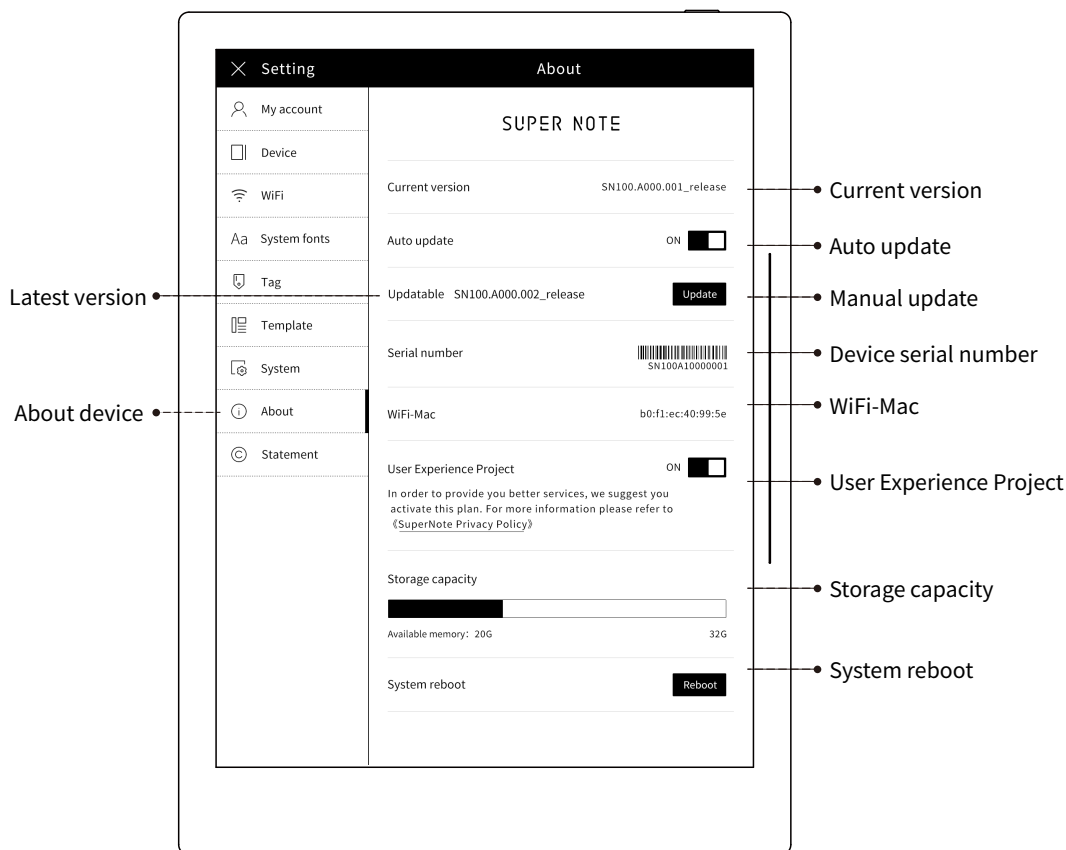 Setting
About
My account
Device
WiFi
Aa System fonts
Tag
Template
System
About
Statement
SUPER NOTE
Current version SN100.A000.001_release
Auto update ON
Updatable SN100.A000.002_release Update
Serial number
SN100A10000001
WiFi-Mac b0:f1:ec:40:99:5e
User Experience Project ON
In order to provide you better services, we suggest you
activate this plan. For more information please refer to
《SuperNote Privacy Policy》
Storage capacity
Available memory: 20G 32G
System reboot Reboot
Latest version
About device
Current version
Auto update
Manual update
Device serial number
WiFi-Mac
User Experience Project
Storage capacity
System reboot